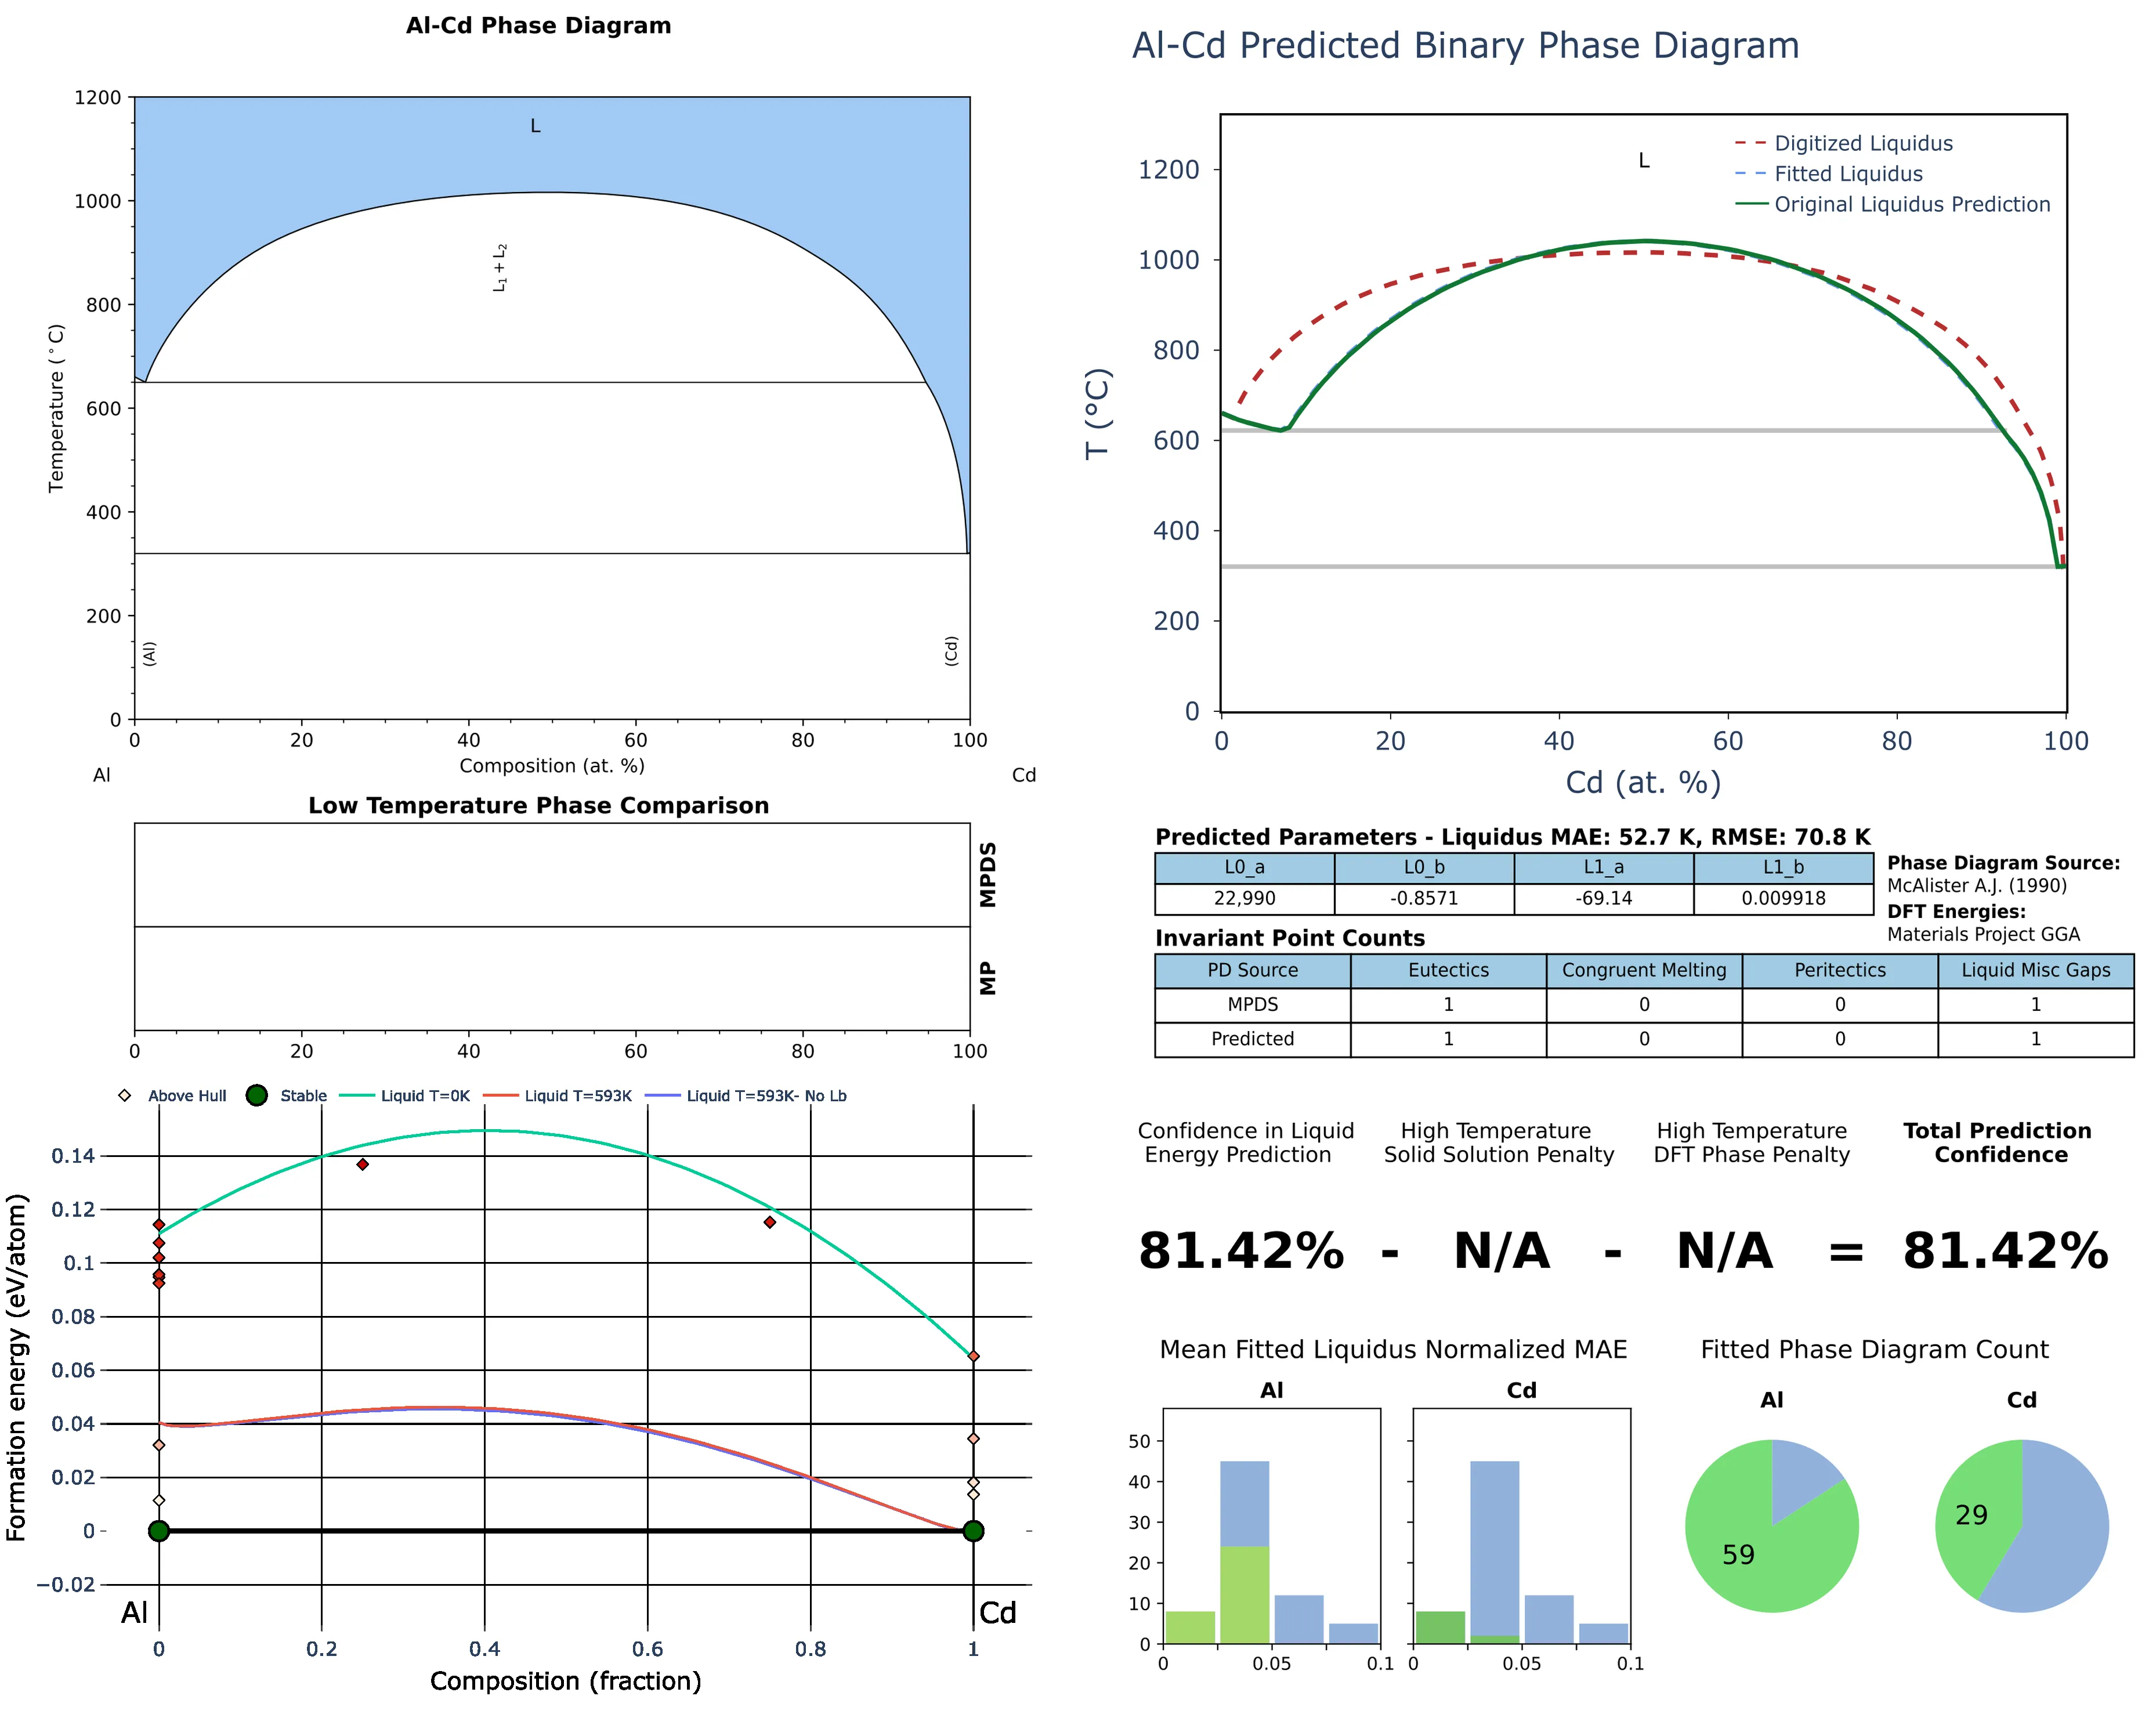 Al-Cd Phase Diagram
1200
1000
800
600
400
200
0
Temperature (°C)
L
L1 + L2
(Al)
(Cd)
0 20 40 60 80 100
Composition (at. %)
Al Cd
Al-Cd Predicted Binary Phase Diagram
1200
1000
800
600
400
200
0
T (°C)
L
Digitized Liquidus
Fitted Liquidus
Original Liquidus Prediction
0 20 40 60 80 100
Cd (at. %)
Low Temperature Phase Comparison
MPDS
MP
0 20 40 60 80 100
Predicted Parameters - Liquidus MAE: 52.7 K, RMSE: 70.8 K
L0_a L0_b L1_a L1_b
22,990 -0.8571 -69.14 0.009918
Phase Diagram Source:
McAlister A.J. (1990)
DFT Energies:
Materials Project GGA
Invariant Point Counts
PD Source Eutectics Congruent Melting Peritectics Liquid Misc Gaps
MPDS 1 0 0 1
Predicted 1 0 0 1
Above Hull Stable Liquid T=0K Liquid T=593K Liquid T=593K- No Lb
0.14
0.12
0.1
0.08
0.06
0.04
0.02
0
−0.02
Formation energy (eV/atom)
Al Cd
0 0.2 0.4 0.6 0.8 1
Composition (fraction)
Confidence in Liquid
Energy Prediction
High Temperature
Solid Solution Penalty
High Temperature
DFT Phase Penalty
Total Prediction
Confidence
81.42% - N/A - N/A = 81.42%
Mean Fitted Liquidus Normalized MAE
Al Cd
50
40
30
20
10
0
0 0.05 0.1 0 0.05 0.1
Fitted Phase Diagram Count
Al Cd
59 29